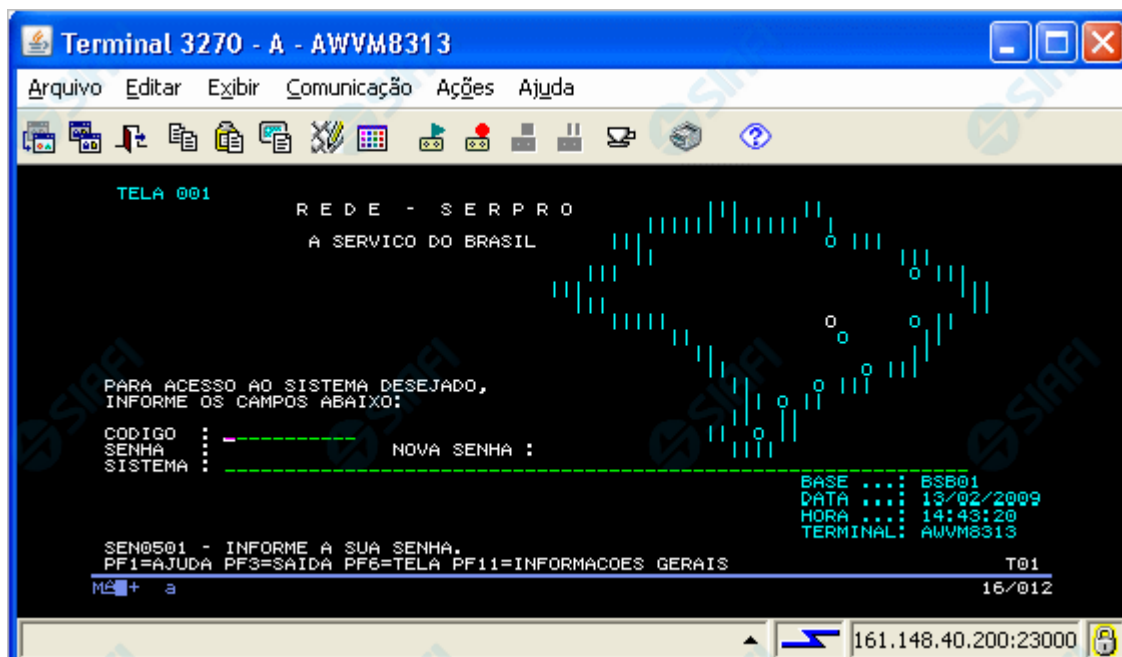 Terminal 3270 - A - AWVM8313
Arquivo Editar Exibir Comunicação Ações Ajuda
TELA 001
R E D E - S E R P R O
A SERVICO DO BRASIL
PARA ACESSO AO SISTEMA DESEJADO,
INFORME OS CAMPOS ABAIXO:
CODIGO :
SENHA : NOVA SENHA :
SISTEMA :
BASE ...: BSB01
DATA ...: 13/02/2009
HORA ...: 14:43:20
TERMINAL: AWVM8313
SEN0501 - INFORME A SUA SENHA.
PF1=AJUDA PF3=SAIDA PF6=TELA PF11=INFORMACOES GERAIS T01
a 16/012
161.148.40.200:23000
SIAFI